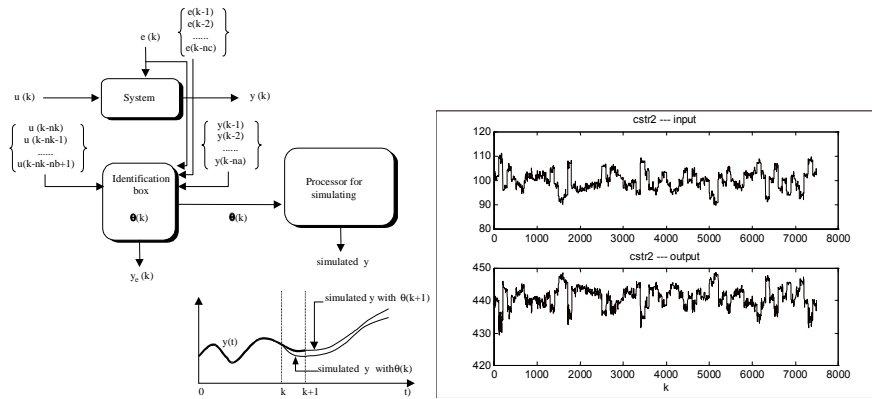 e(k-1)
e(k-2)
......
e(k-nc)
e (k)
System
u (k)
y (k)
u (k-nk)
u (k-nk-1)
......
u(k-nk-nb+1)
y(k-1)
y(k-2)
......
y(k-na)
Identification
box
θ(k)
θ(k)
Processor for
simulating
simulated y
y e (k)
simulated y with θ(k+1)
y(t)
simulated y withθ(k)
0
k
k+1
t)
cstr2 --- input
120
110
100
90
80
0 1000 2000 3000 4000 5000 6000 7000 8000
cstr2 --- output
450
440
430
420
0 1000 2000 3000 4000 5000 6000 7000 8000
k